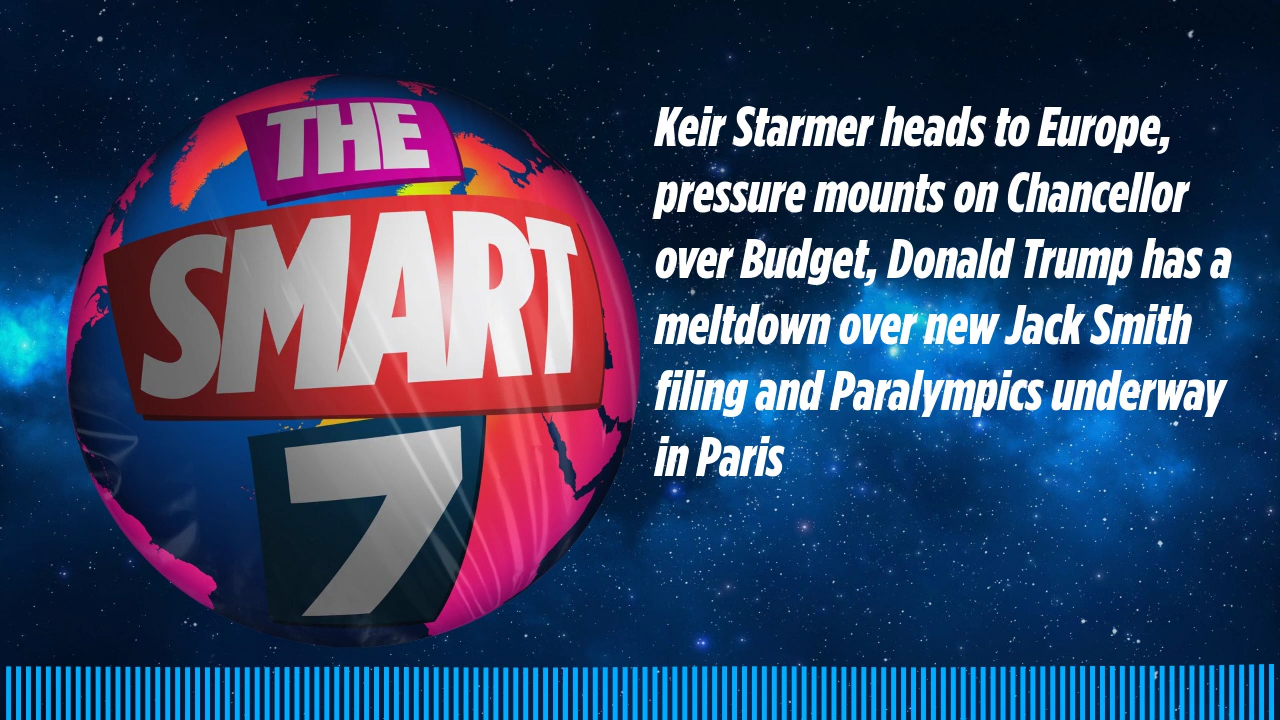 THE
SMART
7
Keir Starmer heads to Europe,
pressure mounts on Chancellor
over Budget, Donald Trump has a
meltdown over new Jack Smith
filing and Paralympics underway
in Paris